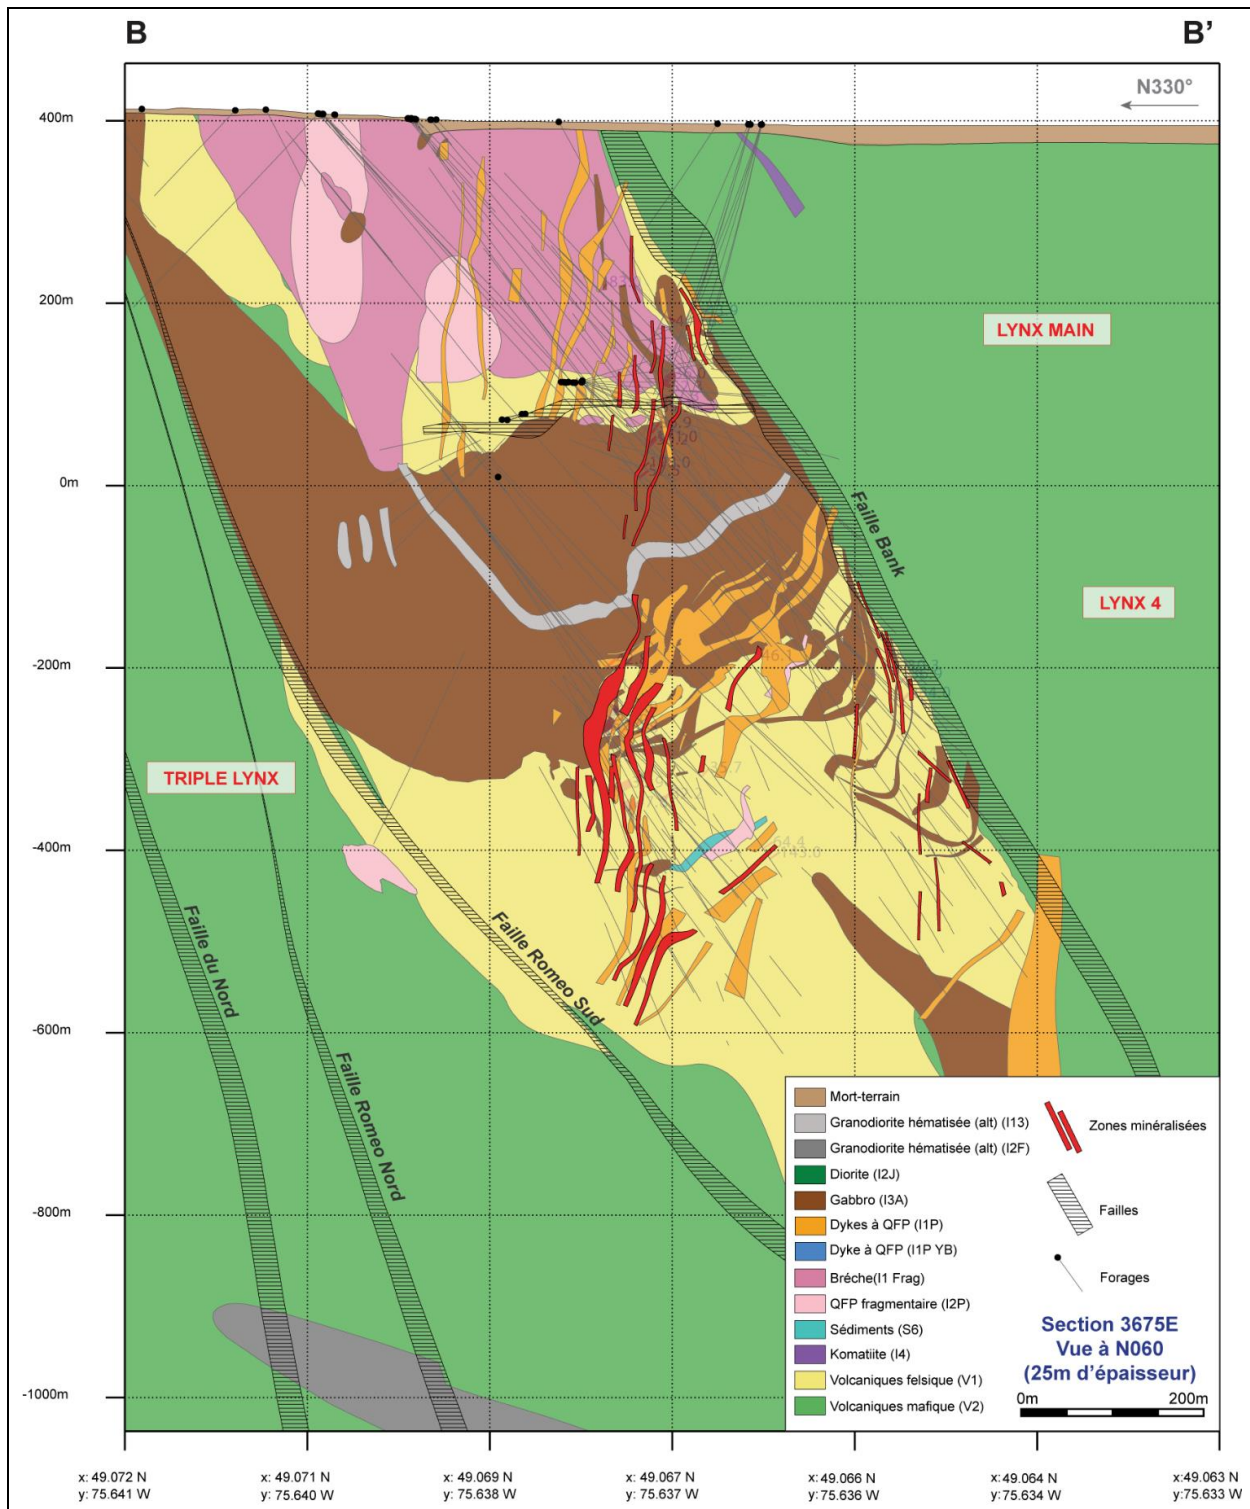 B
B'
N330°
400m
200m
0m
-200m
-400m
-600m
-800m
-1000m
LYNX MAIN
LYNX 4
TRIPLE LYNX
Faille Bank
Faille du Nord
Faille Romeo Nord
Faille Romeo Sud
Mort-terrain
Granodiorite hématisée (alt) (I13)
Granodiorite hématisée (alt) (I2F)
Diorite (I2J)
Gabbro (I3A)
Dykes à QFP (I1P)
Dyke à QFP (I1P YB)
Bréche(I1 Frag)
QFP fragmentaire (I2P)
Sédiments (S6)
Komatiite (I4)
Volcaniques felsique (V1)
Volcaniques mafique (V2)
Zones minéralisées
Failles
Forages
Section 3675E
Vue à N060
(25m d'épaisseur)
0m 200m
x: 49.072 N
y: 75.641 W
x: 49.071 N
y: 75.640 W
x: 49.069 N
y: 75.638 W
x: 49.067 N
y: 75.637 W
x: 49.066 N
y: 75.636 W
x: 49.064 N
y: 75.634 W
x: 49.063 N
y: 75.633 W